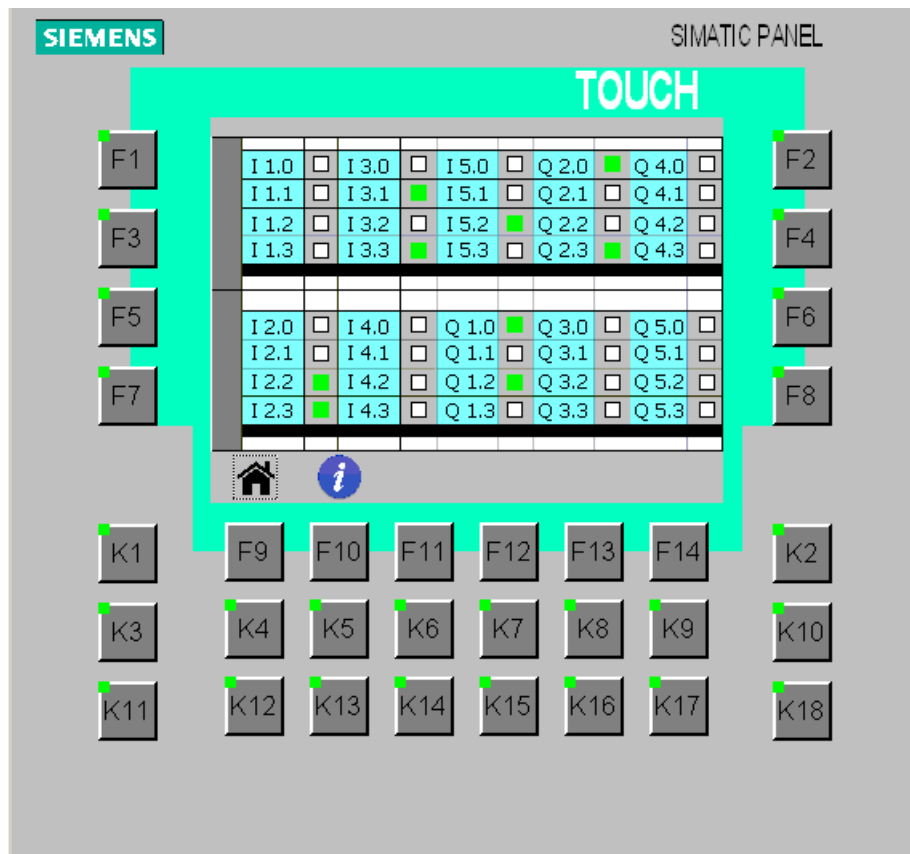 SIEMENS SIMATIC PANEL
TOUCH
F1 F2
I 1.0 I 3.0 I 5.0 Q 2.0 Q 4.0
I 1.1 I 3.1 I 5.1 Q 2.1 Q 4.1
I 1.2 I 3.2 I 5.2 Q 2.2 Q 4.2
F3 F4
I 1.3 I 3.3 I 5.3 Q 2.3 Q 4.3
F5 F6
I 2.0 I 4.0 Q 1.0 Q 3.0 Q 5.0
I 2.1 I 4.1 Q 1.1 Q 3.1 Q 5.1
I 2.2 I 4.2 Q 1.2 Q 3.2 Q 5.2
F7 F8
I 2.3 I 4.3 Q 1.3 Q 3.3 Q 5.3
i
K1 F9 F10 F11 F12 F13 F14 K2
K3 K4 K5 K6 K7 K8 K9 K10
K11 K12 K13 K14 K15 K16 K17 K18